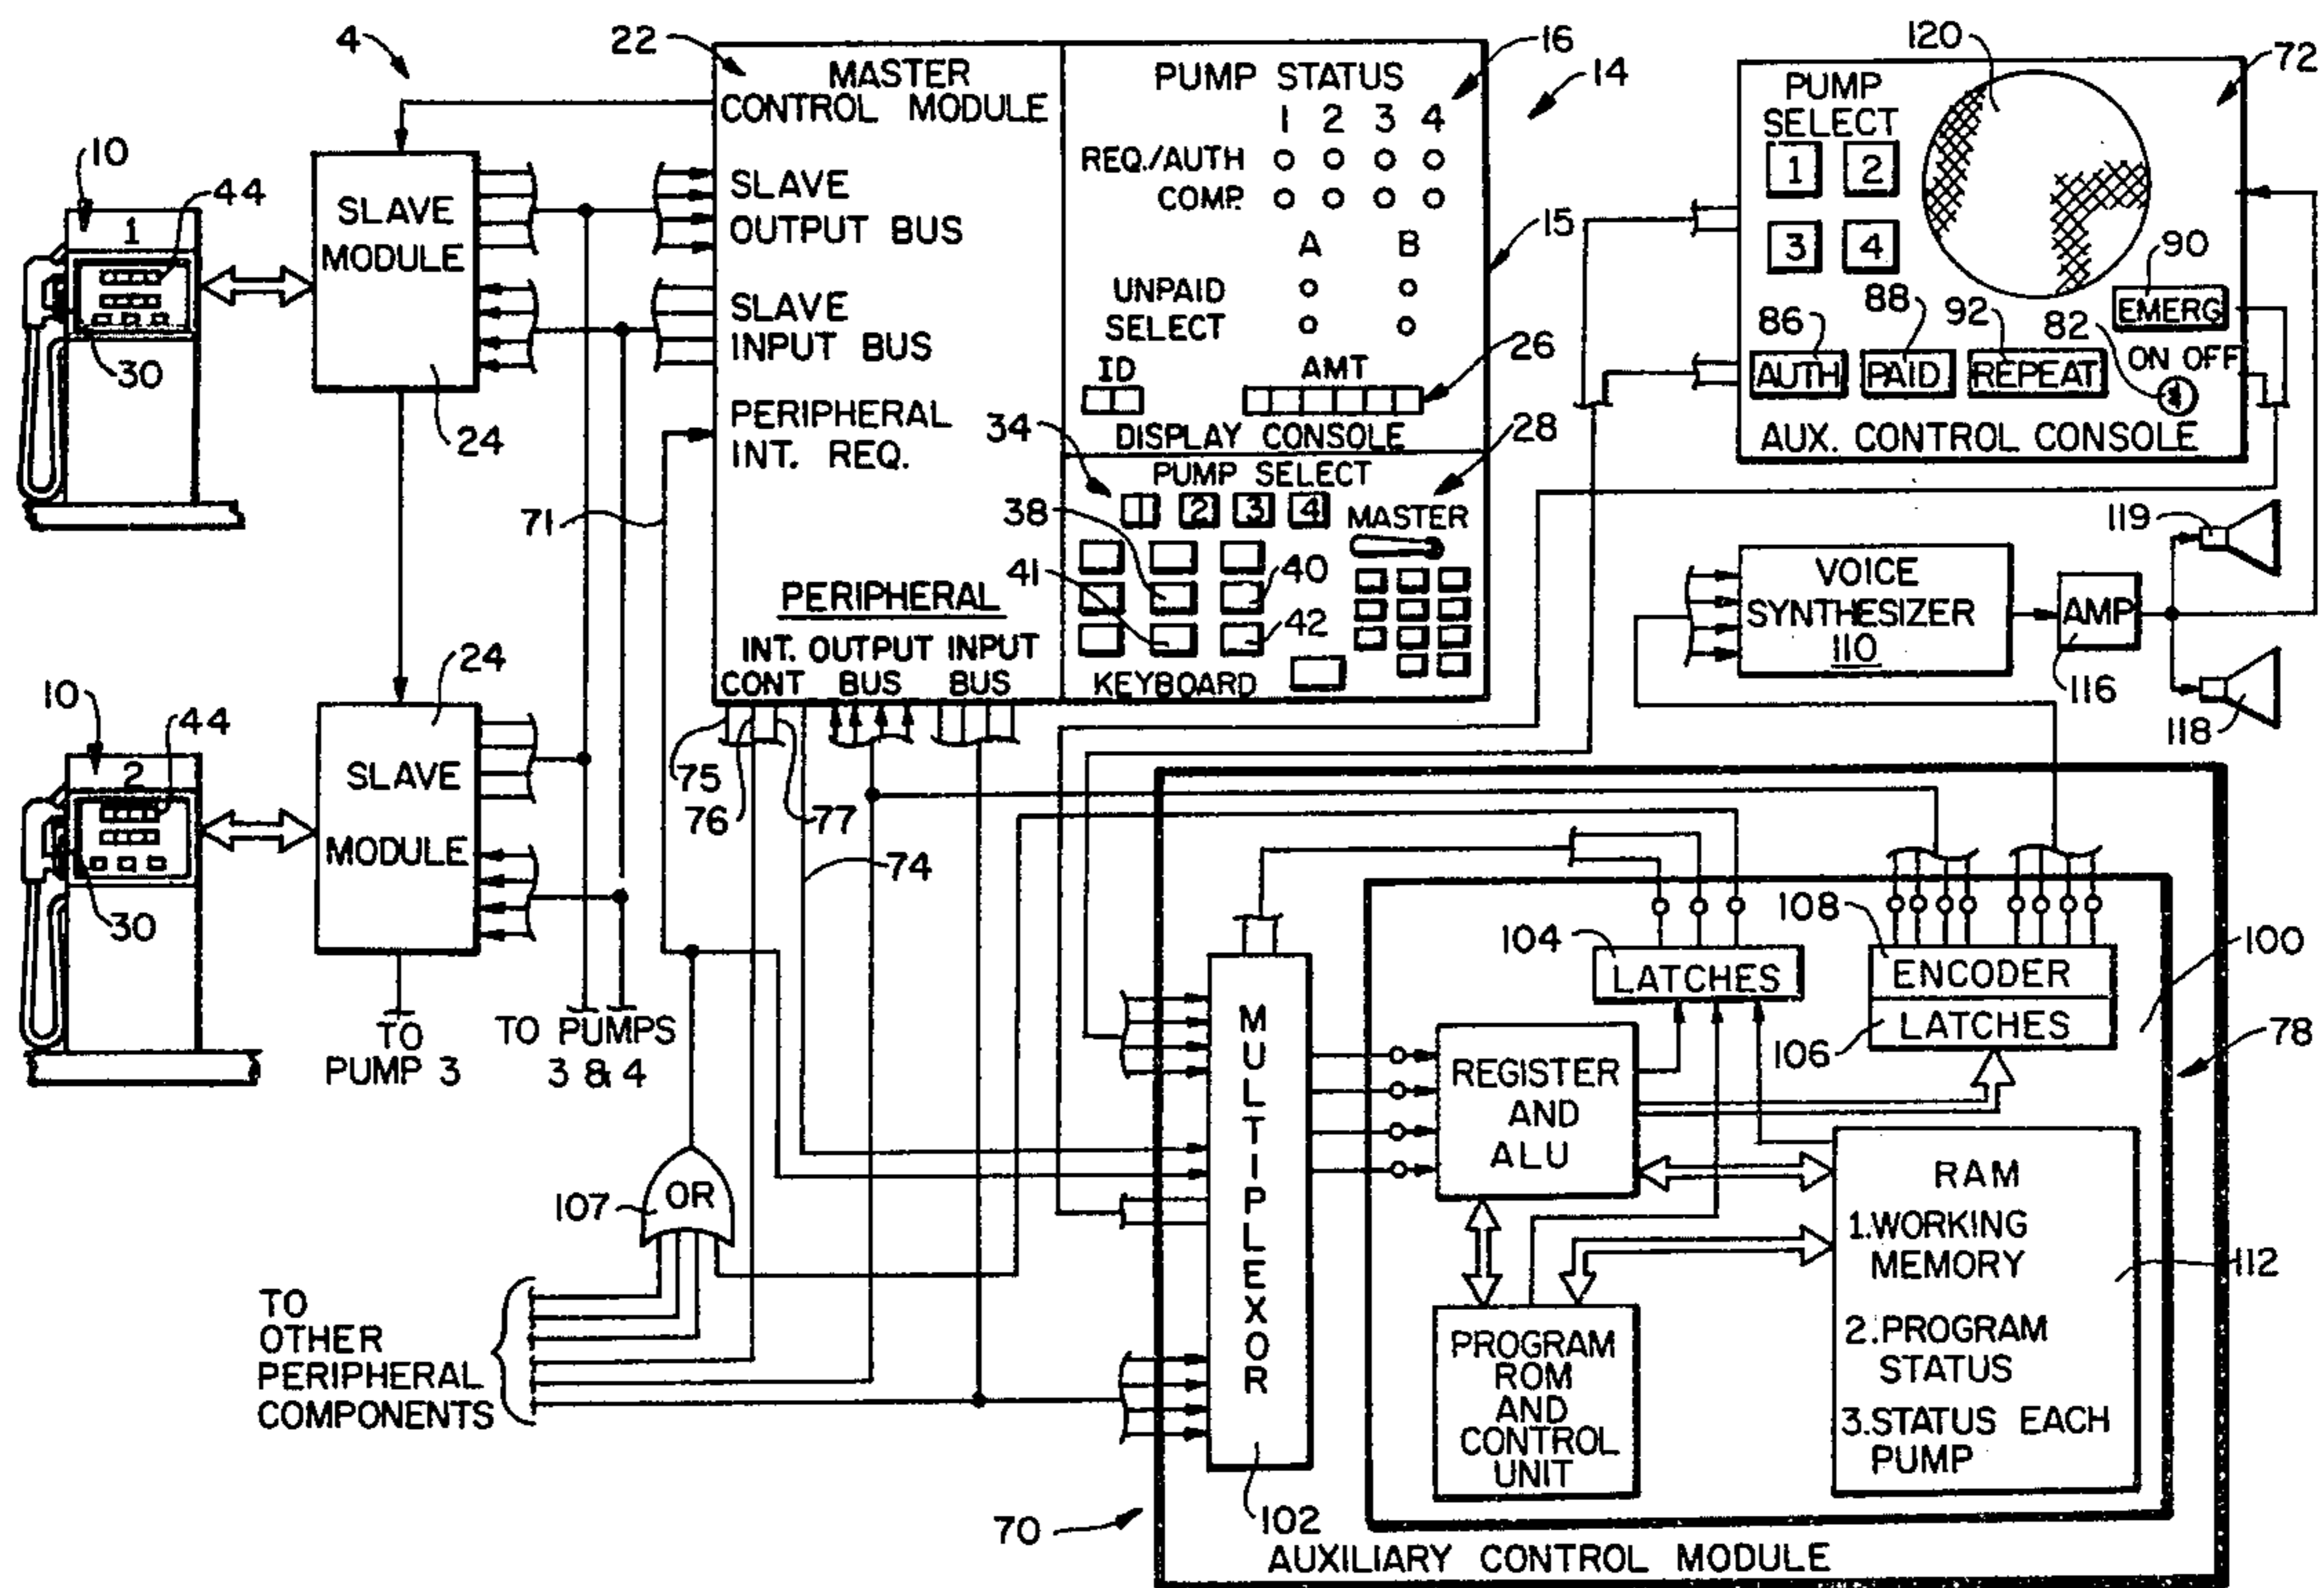 4
22
MASTER
CONTROL MODULE
SLAVE
OUTPUT BUS
SLAVE
INPUT BUS
PERIPHERAL
INT. REQ.
PERIPHERAL
INT. OUTPUT INPUT
CONT BUS BUS
PUMP STATUS
16
14
1 2 3 4
REQ./AUTH
COMP.
15
A B
UNPAID
SELECT
26
ID AMT
DISPLAY CONSOLE
34
28
PUMP SELECT
1 2 3 4
MASTER
38
41
40
42
KEYBOARD
10
44
1
30
SLAVE
MODULE
24
10
44
2
30
24
SLAVE
MODULE
TO
PUMP 3
TO PUMPS
3 & 4
71
75
76
77
74
120
72
PUMP
SELECT
1 2
3 4
90
EMERG
86
88
92
82
ON OFF
AUTH PAID REPEAT
AUX. CONTROL CONSOLE
VOICE
SYNTHESIZER
110
AMP
116
119
118
107
OR
TO
OTHER
PERIPHERAL
COMPONENTS
MULTIPLEXOR
102
70
104
LATCHES
108
ENCODER
LATCHES
106
100
78
REGISTER
AND
ALU
PROGRAM
ROM
AND
CONTROL
UNIT
RAM
1.WORKING
MEMORY
2.PROGRAM
STATUS
3.STATUS EACH
PUMP
112
AUXILIARY CONTROL MODULE